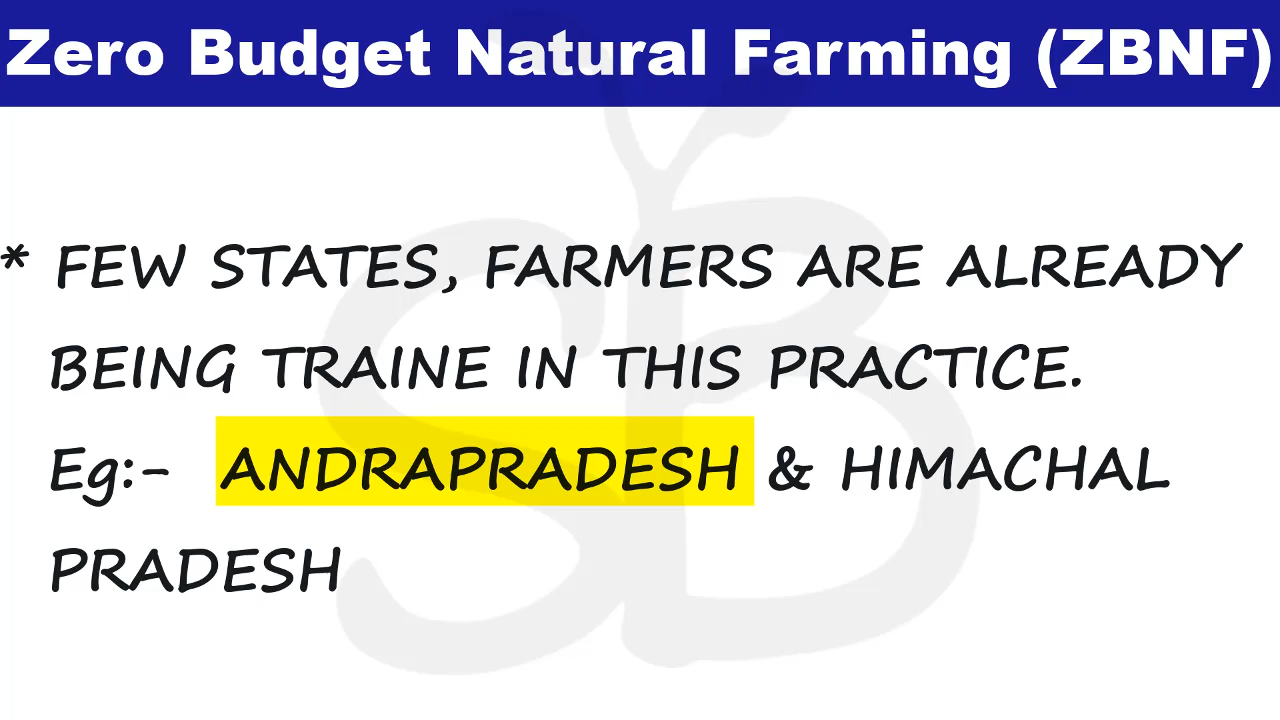 Zero Budget Natural Farming (ZBNF)
* FEW STATES, FARMERS ARE ALREADY
BEING TRAINE IN THIS PRACTICE.
Eg:- ANDRAPRADESH & HIMACHAL
PRADESH
SB